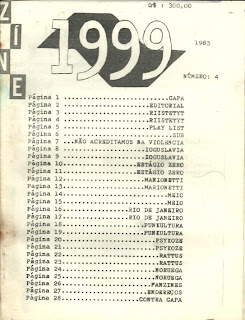 ZÍNE
Cr$ : 300,00
1999
1983
NÚMERO: 4
Página 1 ..................CAPA
Página 2 ..............EDITORIAL
Página 3 ..............RIISTETYT
Página 4 ..............RIISTETYT
Página 5 ..............PLAY LIST
Página 6 ....................SUB
Página 7 ..NÃO ACREDITAMOS NA VIOLENCIA
Página 8 .............IOGUSLAVIA
Página 9 .............IOGUSLAVIA
Página 10 ..........ESTÁGIO ZERO
Página 11 ..........ESTÁGIO ZERO
Página 12 .............MARIONETTI
Página 13 .............MARIONETTI
Página 14 ..................MEIO
Página 15 ..................MEIO
Página 16 ........RIO DE JANEIRO
Página 17 ........RIO DE JANEIRO
Página 18 ............PUNKULTURA
Página 19 ............PUNKULTURA
Página 20 ...............PSYKOZE
Página 21 ...............PSYKOZE
Página 22 ................RATTUS
Página 23 ................RATTUS
Página 24 ...............NORUEGA
Página 25 ...............NORUEGA
Página 26 ..............FANZINES
Página 27 .............ENDEREÇOS
Página 28 ...........CONTRA CAPA